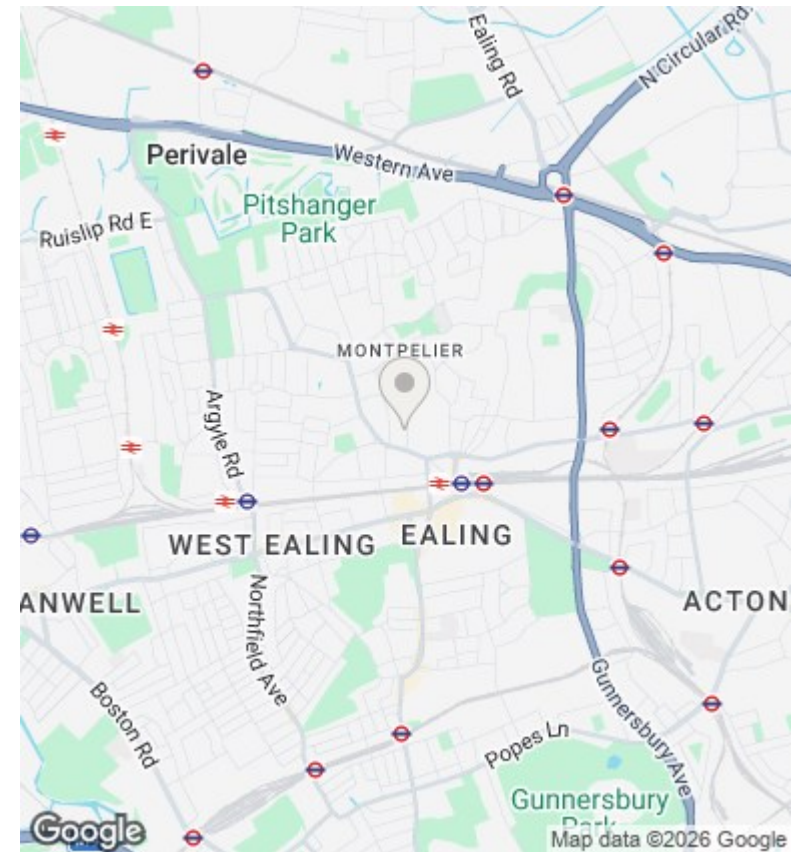 Ealing Rd
N Circular Rd.
Perivale
Western Ave
Pitshanger
Park
Ruislip Rd E
MONTPELIER
Argyle Rd
WEST EALING
EALING
ANWELL
ACTON
Northfield Ave
Boston Rd
Gunnersbury Ave
Popes Ln
Gunnersbury
Park
Google
Map data ©2026 Google